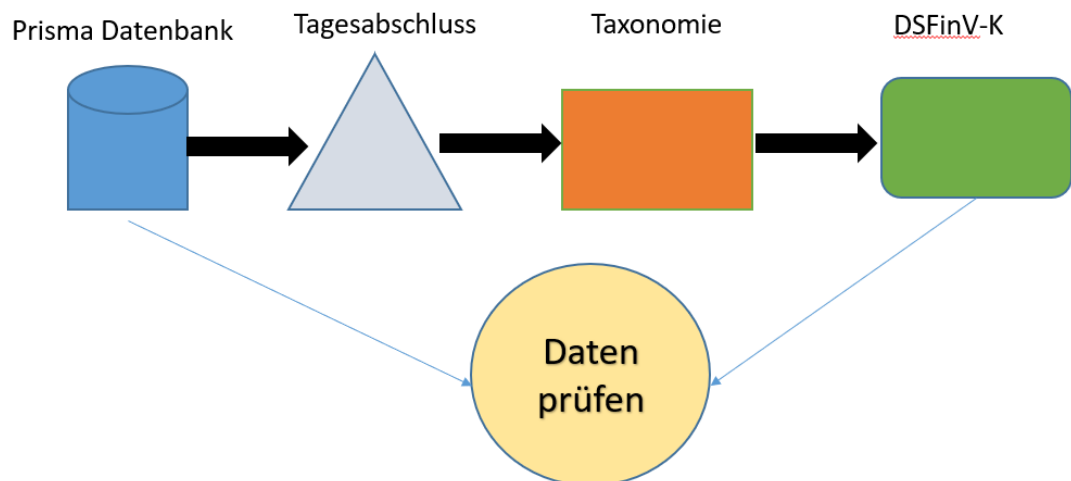 Prisma Datenbank
Tagesabschluss
Taxonomie
DSFinV-K
Daten
prüfen